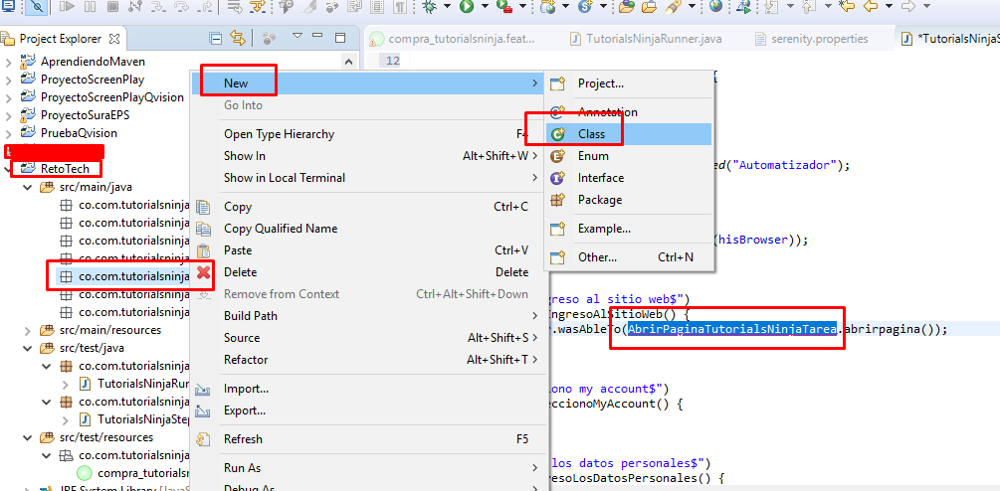 Project Explorer
compra_tutorialsninja.feat...
TutorialsNinjaRunner.java
serenity.properties
*TutorialsNinjaS
AprendiendoMaven
ProyectoScreenPlay
ProyectoScreenPlayQvision
ProyectoSuraEPS
PruebaQvision
RetoTech
src/main/java
co.com.tutorialsninja
co.com.tutorialsninja
co.com.tutorialsninja
co.com.tutorialsninja
co.com.tutorialsninja
co.com.tutorialsninja
co.com.tutorialsninja
src/main/resources
src/test/java
co.com.tutorialsninja
TutorialsNinjaRun
co.com.tutorialsninja
TutorialsNinjaStep
src/test/resources
co.com.tutorialsninja
compra_tutorialsn
JRE System Library [JavaS
New
Go Into
Open Type Hierarchy F4
Show In Alt+Shift+W
Show in Local Terminal
Copy Ctrl+C
Copy Qualified Name
Paste Ctrl+V
Delete Delete
Remove from Context Ctrl+Alt+Shift+Down
Build Path
Source Alt+Shift+S
Refactor Alt+Shift+T
Import...
Export...
Refresh F5
Run As
Debug As
Project...
Annotation
Class
Enum
Interface
Package
Example...
Other... Ctrl+N
12
{
ed("Automatizador");
(hisBrowser));
greso al sitio web$")
IngresoAlSitioWeb() {
r.wasAbleTo(AbrirPaginaTutorialsNinjaTarea.abrirpagina());
ono my account$")
eccionoMyAccount() {
los datos personales$")
gresoLosDatosPersonales() {